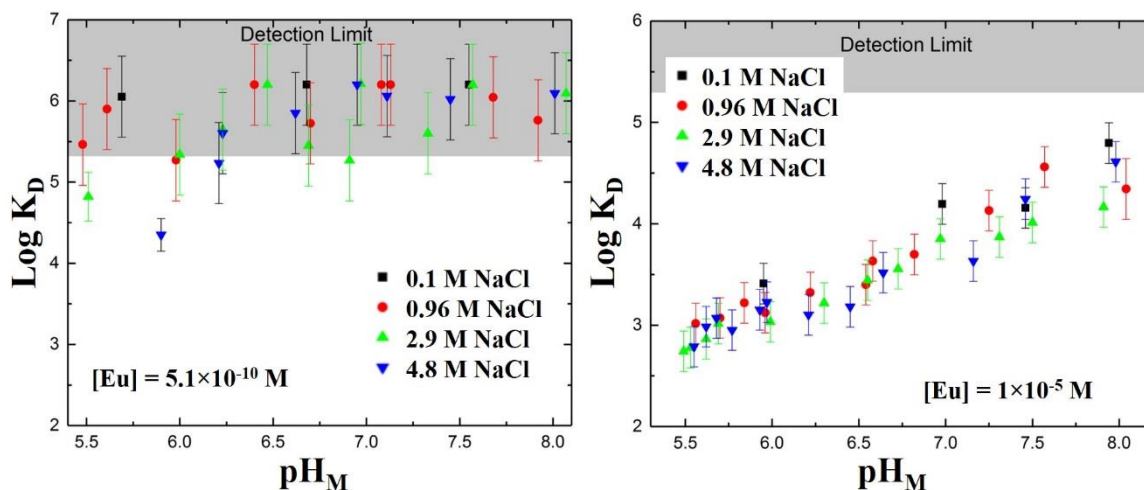 7
6
5
4
3
2
Log K_D
Detection Limit
0.1 M NaCl
0.96 M NaCl
2.9 M NaCl
4.8 M NaCl
[Eu] = 5.1×10⁻¹⁰ M
5.5 6.0 6.5 7.0 7.5 8.0
pH_M
6
5
4
3
2
Log K_D
Detection Limit
0.1 M NaCl
0.96 M NaCl
2.9 M NaCl
4.8 M NaCl
[Eu] = 1×10⁻⁵ M
5.5 6.0 6.5 7.0 7.5 8.0
pH_M